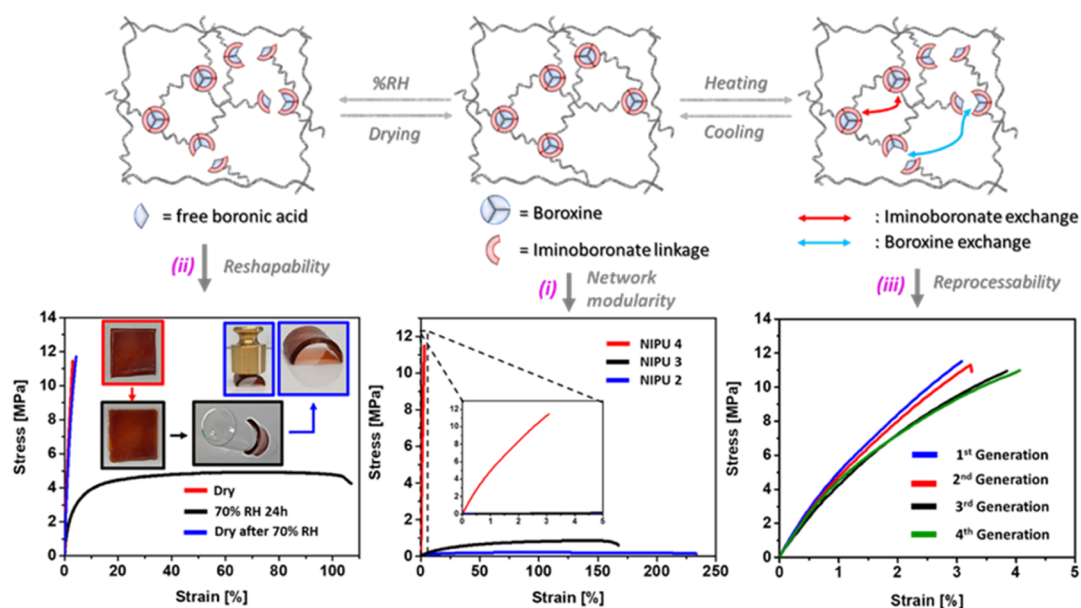 %RH
Drying
Heating
Cooling
= free boronic acid
= Boroxine
= Iminoboronate linkage
: Iminoboronate exchange
: Boroxine exchange
(ii) Reshapability
(i) Network
modularity
(iii) Reprocessability
Stress [MPa]
14
12
10
8
6
4
2
0
Dry
70% RH 24h
Dry after 70% RH
0 20 40 60 80 100
Strain [%]
Stress [MPa]
12
10
8
6
4
2
0
NIPU 4
NIPU 3
NIPU 2
12
10
8
6
4
2
0
0 1 2 3 4 5
0 50 100 150 200 250
Strain [%]
Stress [MPa]
14
12
10
8
6
4
2
0
1st Generation
2nd Generation
3rd Generation
4th Generation
0 1 2 3 4 5
Strain [%]